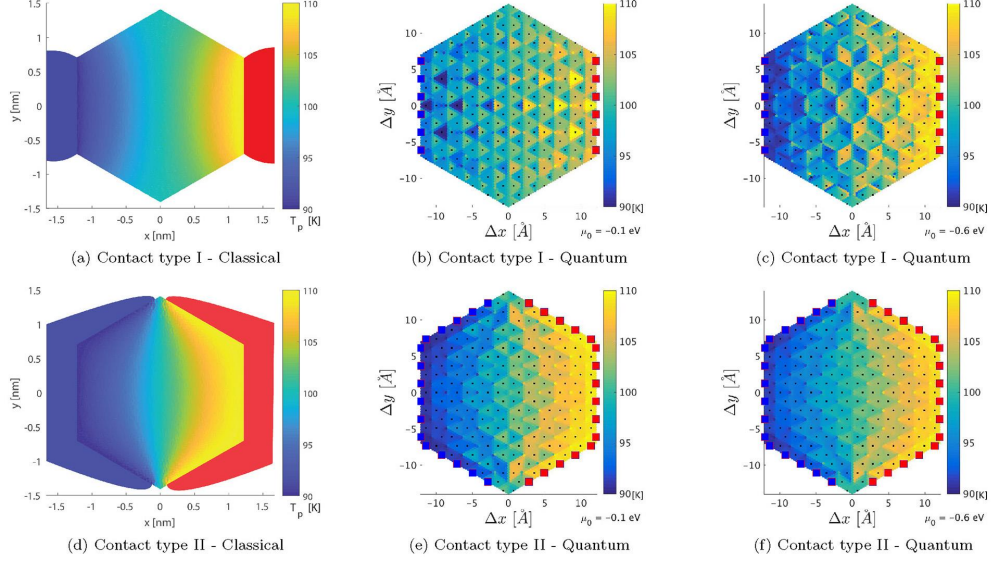 1.5
1
0.5
0
-0.5
-1
-1.5
y [nm]
-1.5 -1 -0.5 0 0.5 1 1.5
x [nm]
110
105
100
95
90
T_p [K]
(a) Contact type I - Classical
10
5
0
−5
−10
Δy [Å]
−10 −5 0 5 10
Δx [Å]
110
105
100
95
90[K]
μ₀ = −0.1 eV
(b) Contact type I - Quantum
10
5
0
−5
−10
Δy [Å]
−10 −5 0 5 10
Δx [Å]
110
105
100
95
90[K]
μ₀ = −0.6 eV
(c) Contact type I - Quantum
1.5
1
0.5
0
-0.5
-1
-1.5
y [nm]
-1.5 -1 -0.5 0 0.5 1 1.5
x [nm]
110
105
100
95
90
T_p [K]
(d) Contact type II - Classical
10
5
0
−5
−10
Δy [Å]
−10 −5 0 5 10
Δx [Å]
110
105
100
95
90[K]
μ₀ = −0.1 eV
(e) Contact type II - Quantum
10
5
0
−5
−10
Δy [Å]
−10 −5 0 5 10
Δx [Å]
110
105
100
95
90[K]
μ₀ = −0.6 eV
(f) Contact type II - Quantum